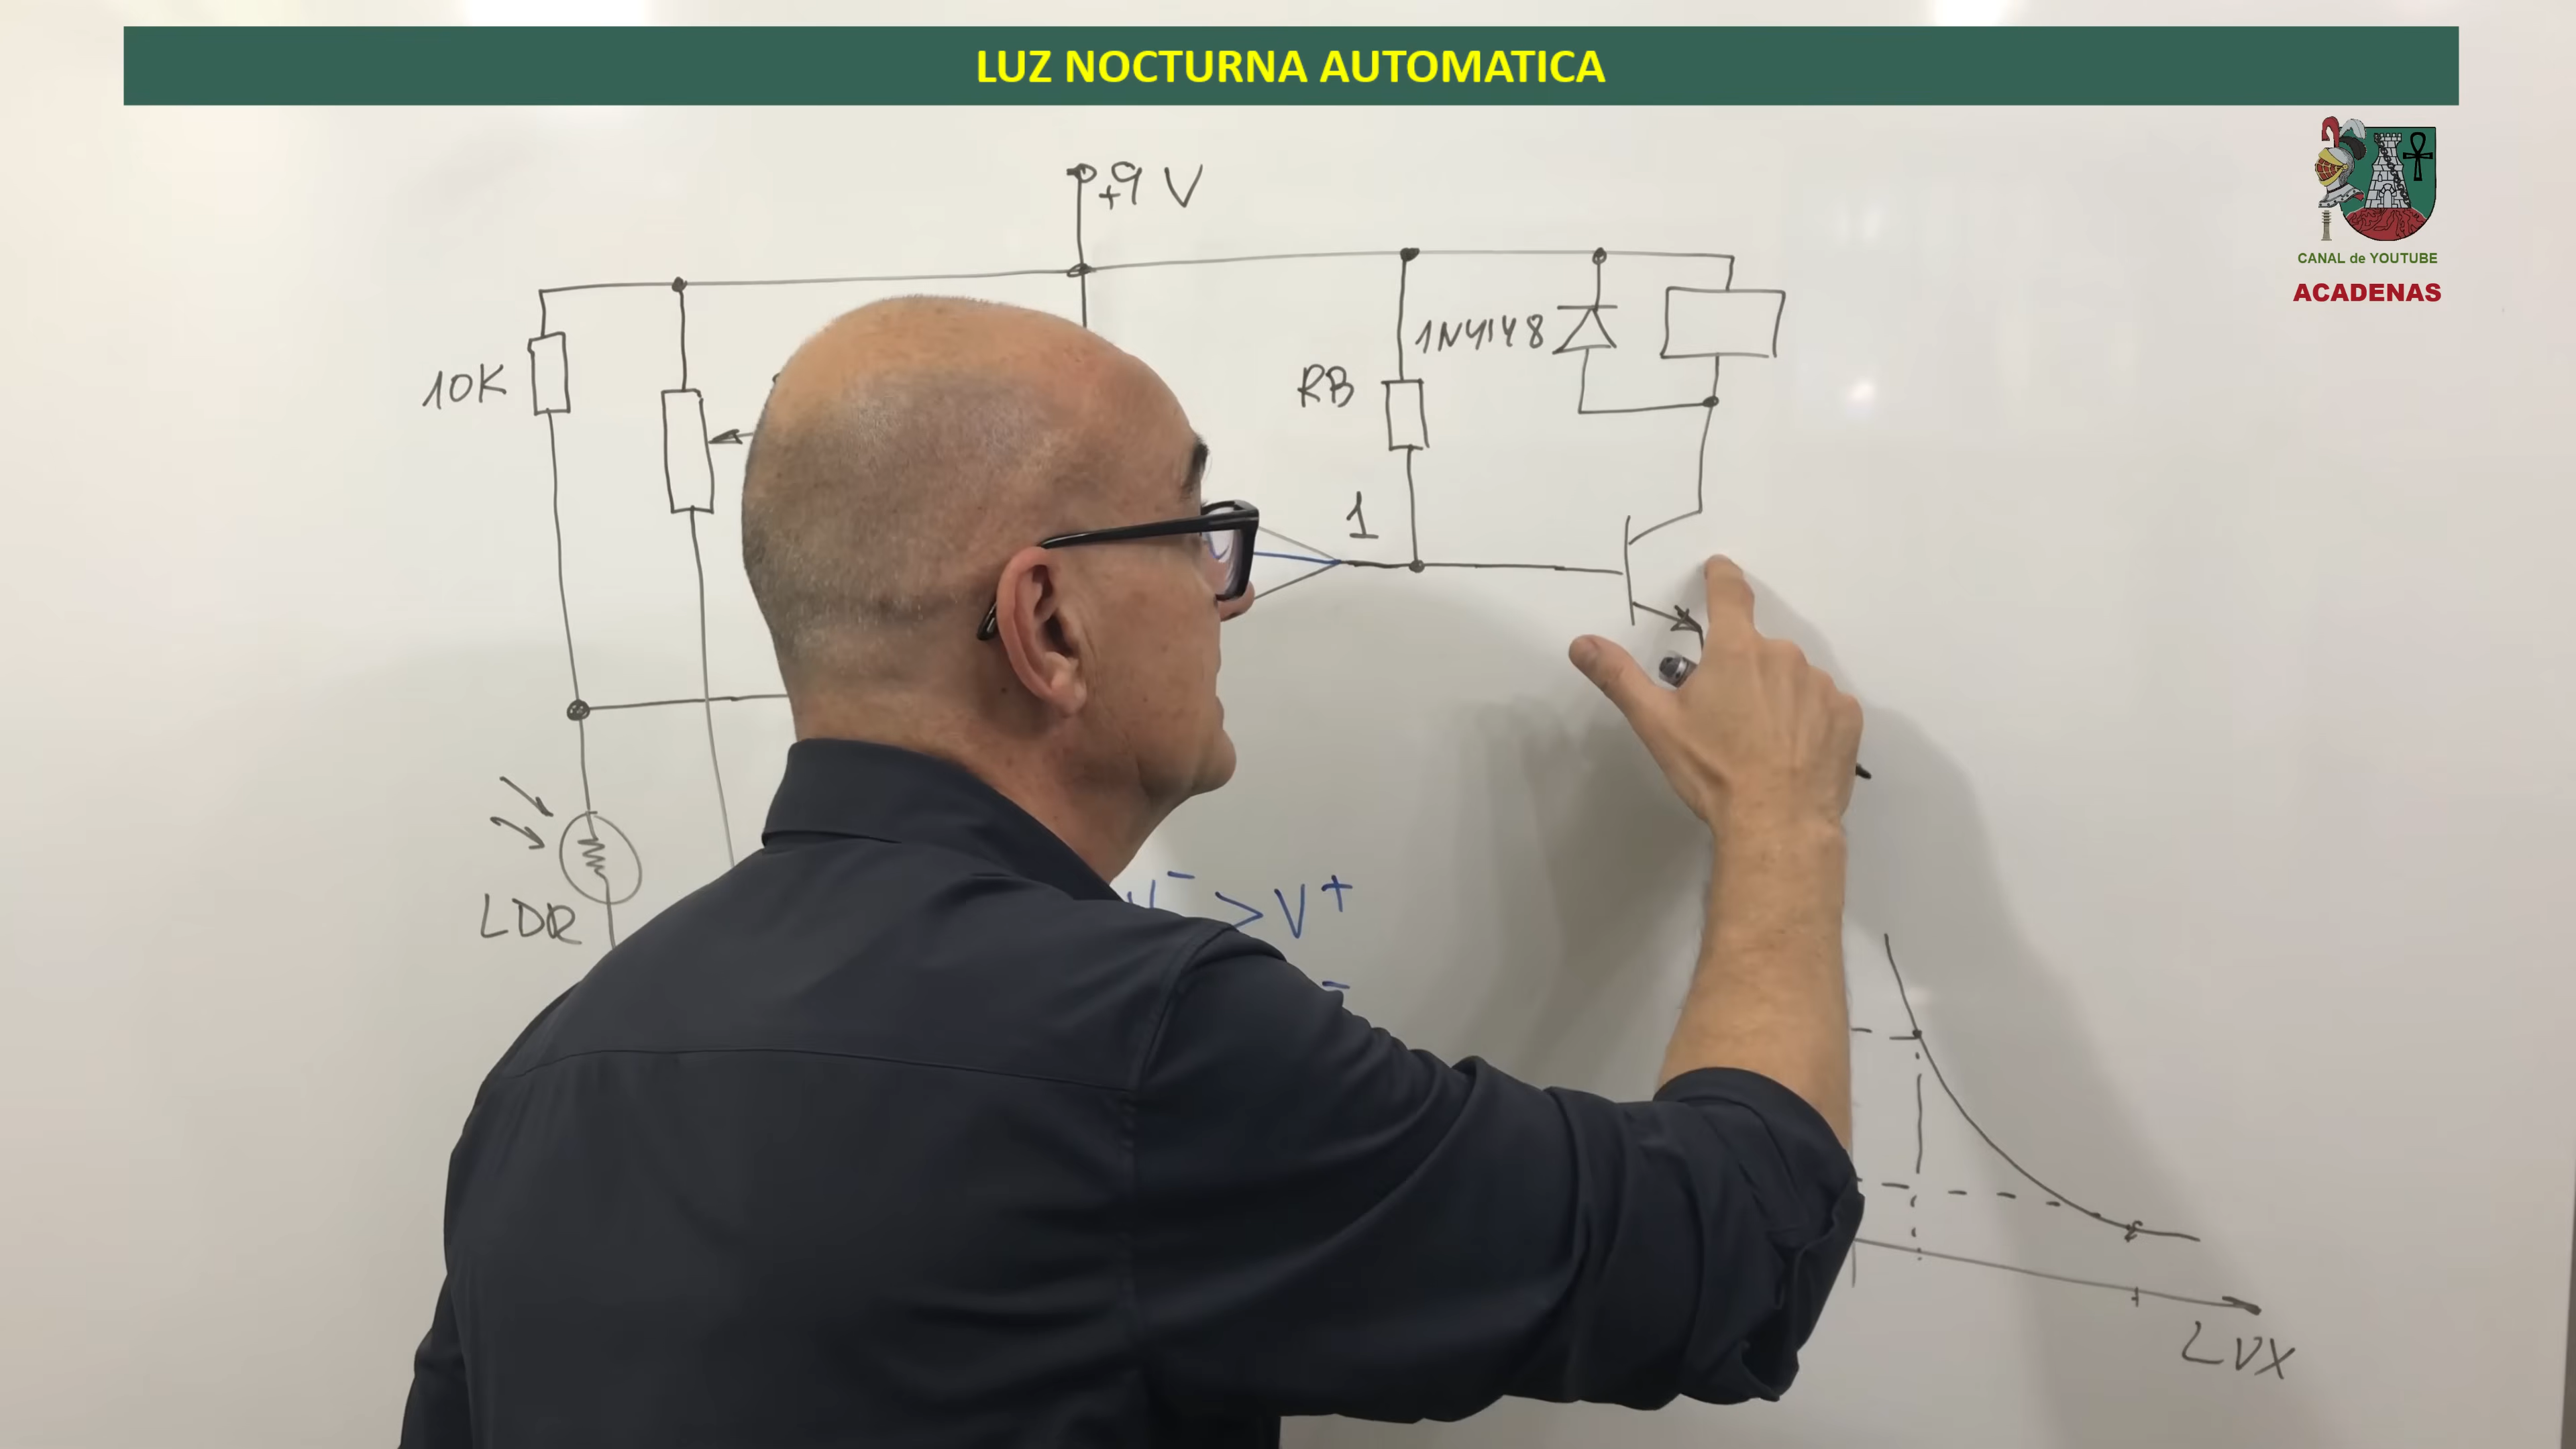 LUZ NOCTURNA AUTOMATICA
CANAL de YOUTUBE
ACADENAS
+9 V
10K
RB
1N4148
1
LDR
V⁻ > V⁺
LUX